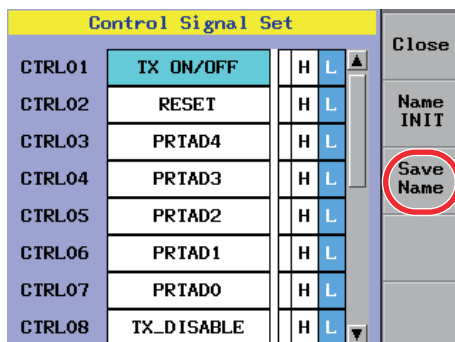 Control Signal Set
CTRL01 TX ON/OFF H L
CTRL02 RESET H L
CTRL03 PRTAD4 H L
CTRL04 PRTAD3 H L
CTRL05 PRTAD2 H L
CTRL06 PRTAD1 H L
CTRL07 PRTAD0 H L
CTRL08 TX_DISABLE H L
Close
Name
INIT
Save
Name